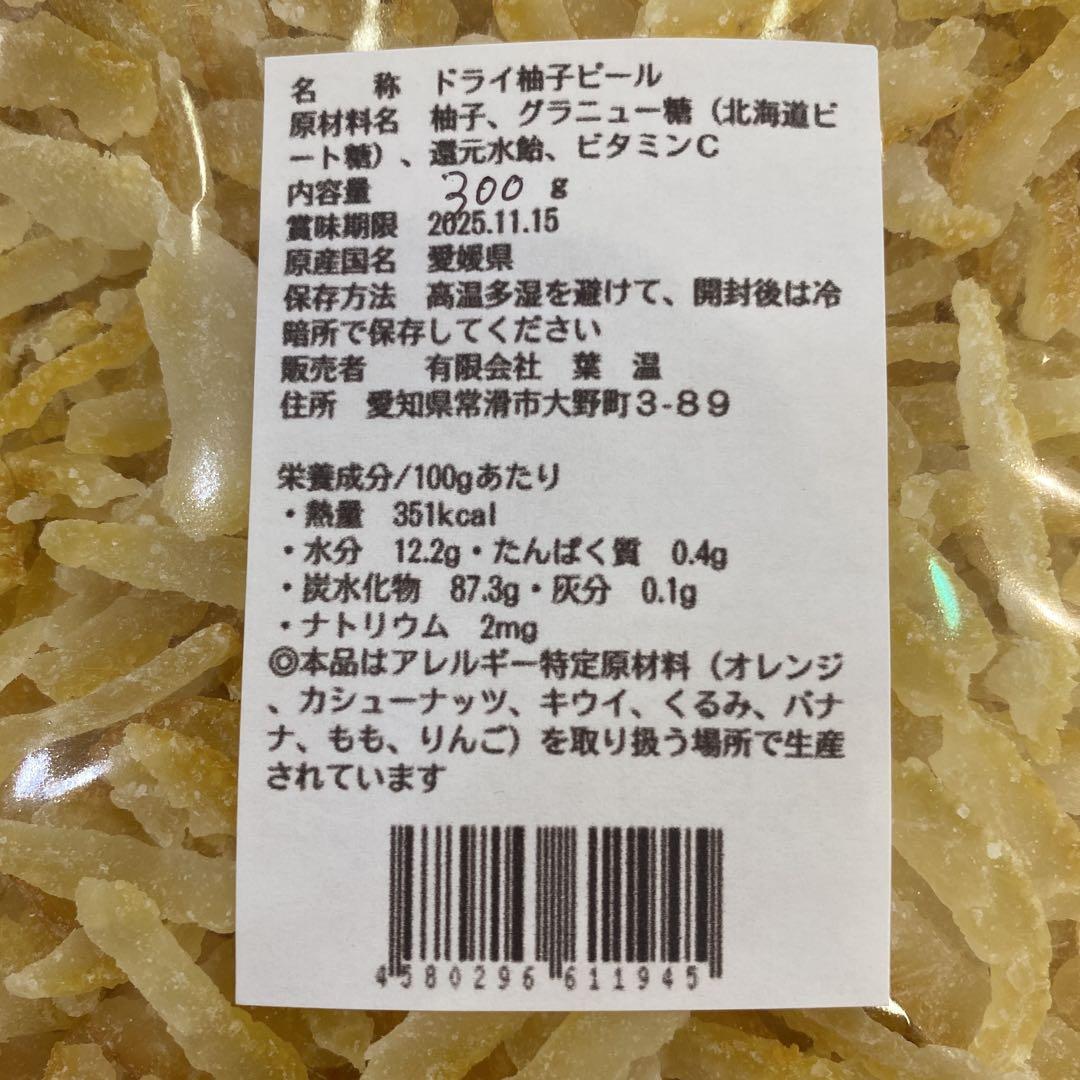 名　　称　ドライ柚子ピール
原材料名　柚子、グラニュー糖（北海道ビ
ート糖）、還元水飴、ビタミンC
内容量　　300 g
賞味期限　2025.11.15
原産国名　愛媛県
保存方法　高温多湿を避けて、開封後は冷
暗所で保存してください
販売者　　有限会社　葉　温
住所　愛知県常滑市大野町３-８９
栄養成分/100gあたり
・熱量　351kcal
・水分　12.2g・たんぱく質　0.4g
・炭水化物　87.3g・灰分　0.1g
・ナトリウム　2mg
◎本品はアレルギー特定原材料（オレンジ
、カシューナッツ、キウイ、くるみ、バナ
ナ、もも、りんご）を取り扱う場所で生産
されています
4580296611945